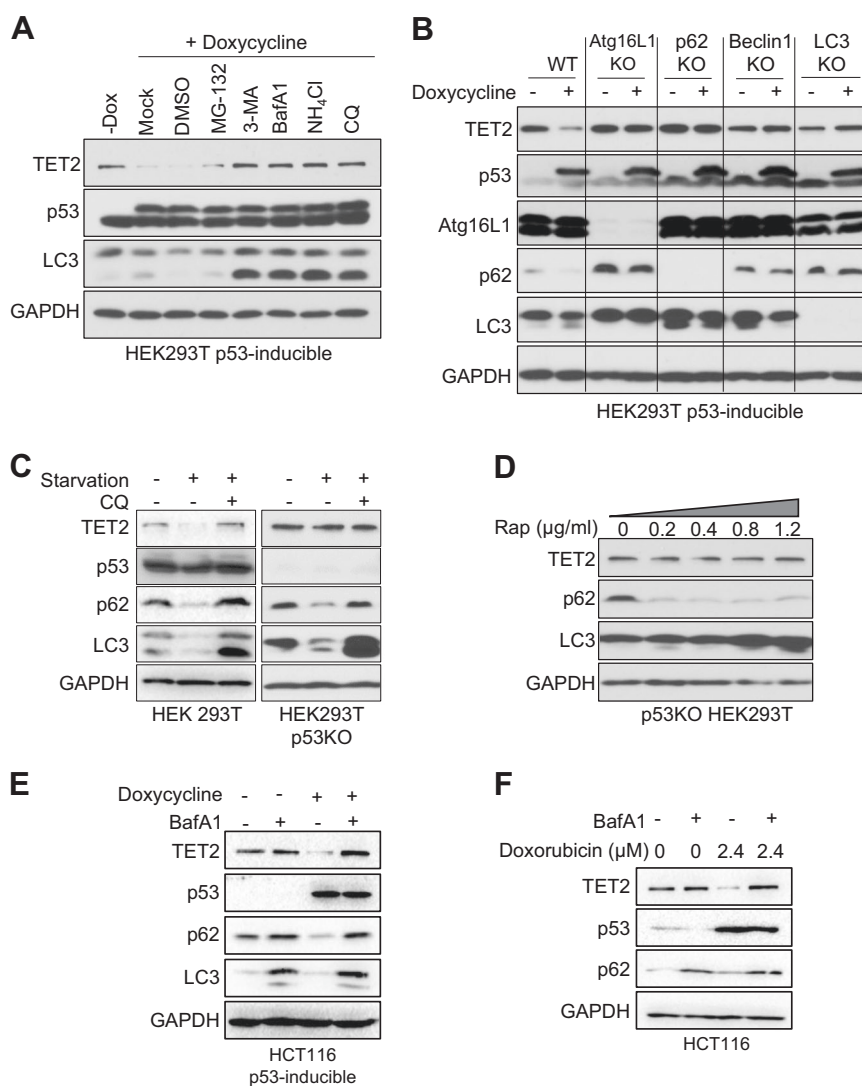 A
+ Doxycycline
-Dox Mock DMSO MG-132 3-MA BafA1 NH₄Cl CQ
TET2
p53
LC3
GAPDH
HEK293T p53-inducible
B
WT Atg16L1 KO p62 KO Beclin1 KO LC3 KO
Doxycycline - + - + - + - + - +
TET2
p53
Atg16L1
p62
LC3
GAPDH
HEK293T p53-inducible
C
Starvation - + + - + +
CQ - - + - - +
TET2
p53
p62
LC3
GAPDH
HEK 293T
HEK293T
p53KO
D
Rap (μg/ml) 0 0.2 0.4 0.8 1.2
TET2
p62
LC3
GAPDH
p53KO HEK293T
E
Doxycycline - - + +
BafA1 - + - +
TET2
p53
p62
LC3
GAPDH
HCT116
p53-inducible
F
BafA1 - + - +
Doxorubicin (μM) 0 0 2.4 2.4
TET2
p53
p62
GAPDH
HCT116